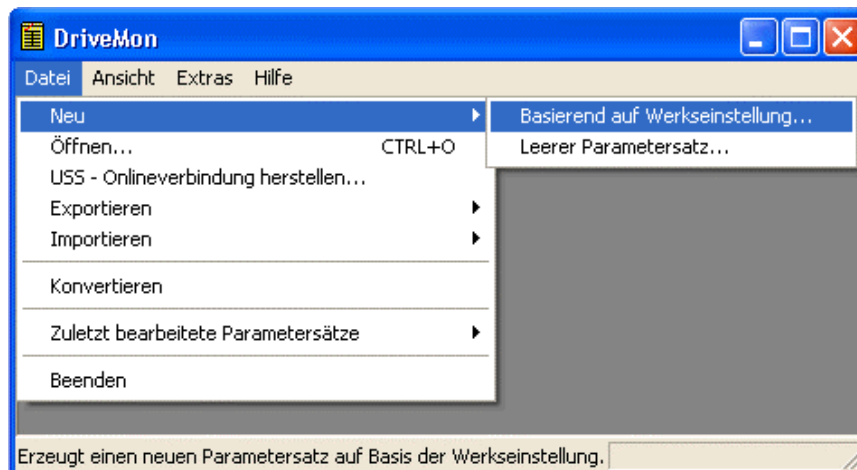 DriveMon
Datei Ansicht Extras Hilfe
Neu
Basierend auf Werkseinstellung...
Öffnen... CTRL+O
Leerer Parametersatz...
USS - Onlineverbindung herstellen...
Exportieren
Importieren
Konvertieren
Zuletzt bearbeitete Parametersätze
Beenden
Erzeugt einen neuen Parametersatz auf Basis der Werkseinstellung.